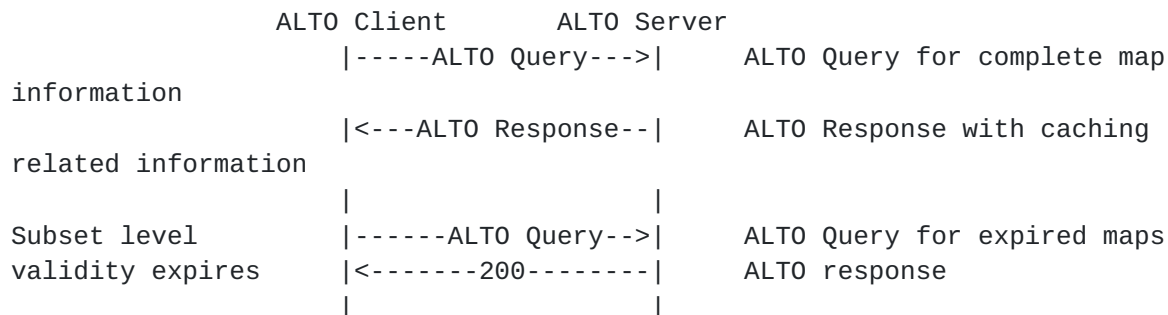 ALTO Client       ALTO Server
                     |-----ALTO Query--->|     ALTO Query for complete map
information
                     |<---ALTO Response--|     ALTO Response with caching
related information
                     |                   |
Subset level         |------ALTO Query-->|     ALTO Query for expired maps
validity expires     |<-------200--------|     ALTO response
                     |                   |